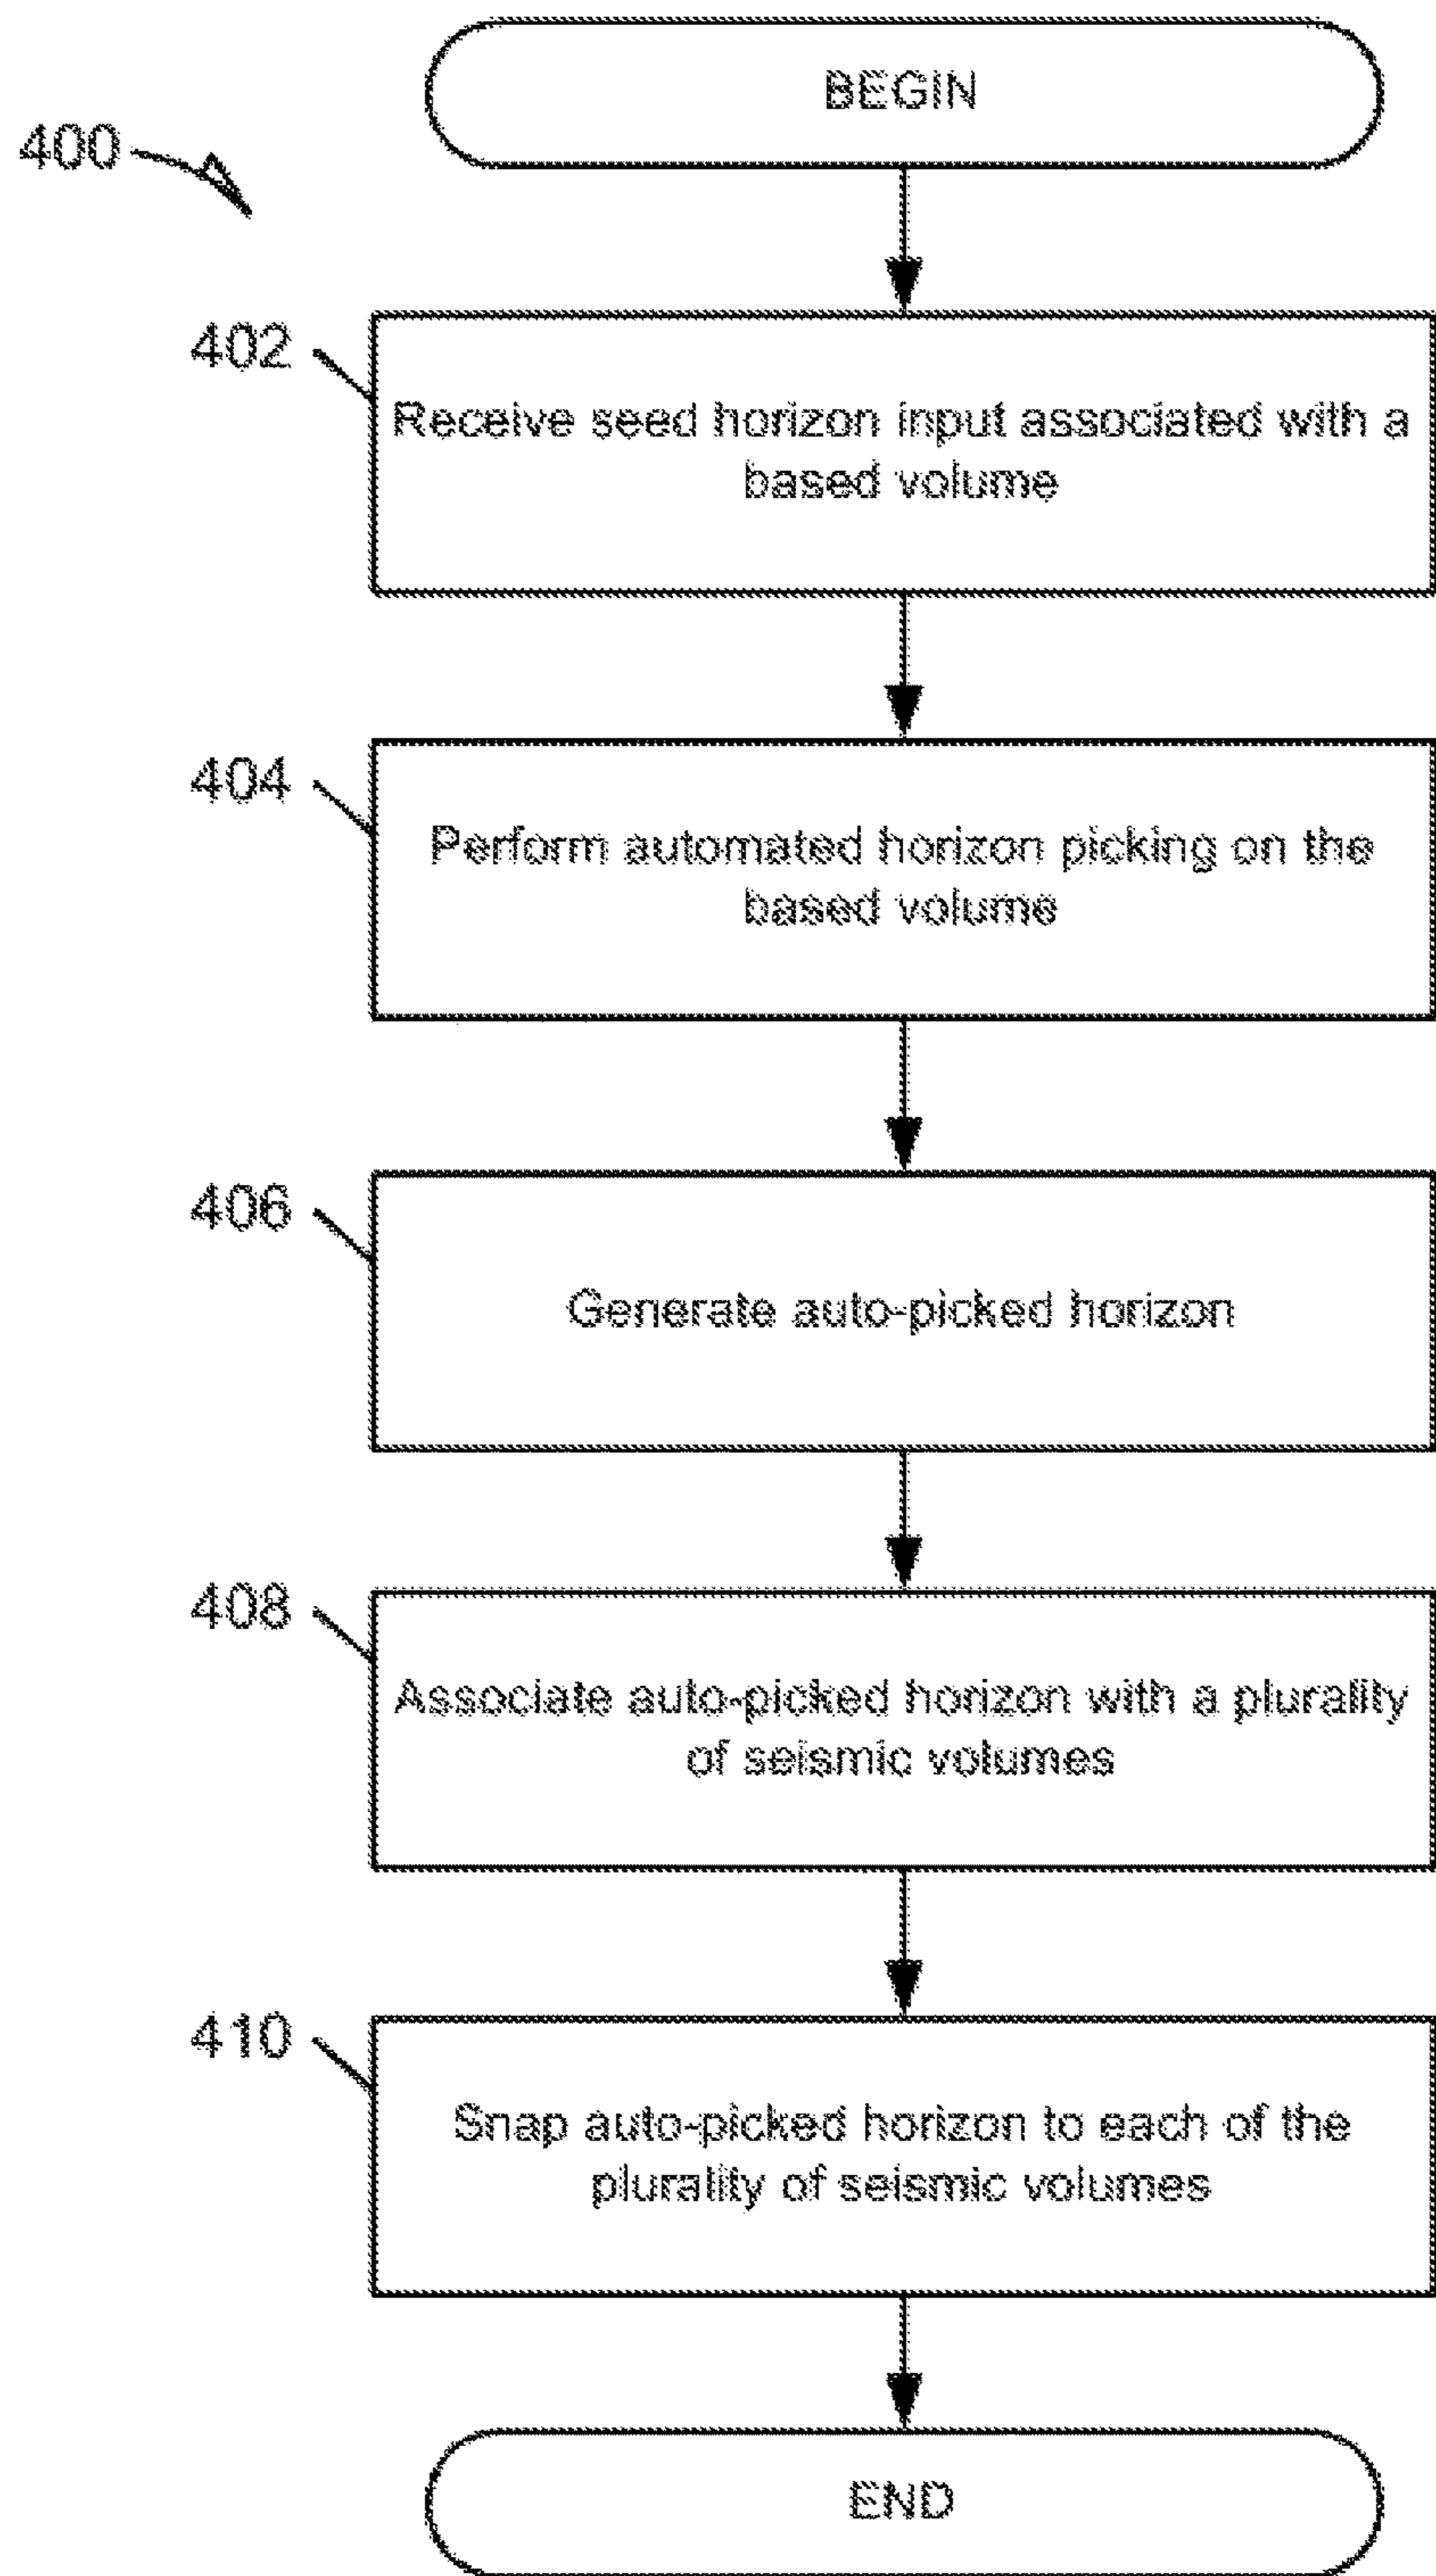 BEGIN
400
402
Receive seed horizon input associated with a
based volume
404
Perform automated horizon picking on the
based volume
406
Generate auto-picked horizon
408
Associate auto-picked horizon with a plurality
of seismic volumes
410
Snap auto-picked horizon to each of the
plurality of seismic volumes
END